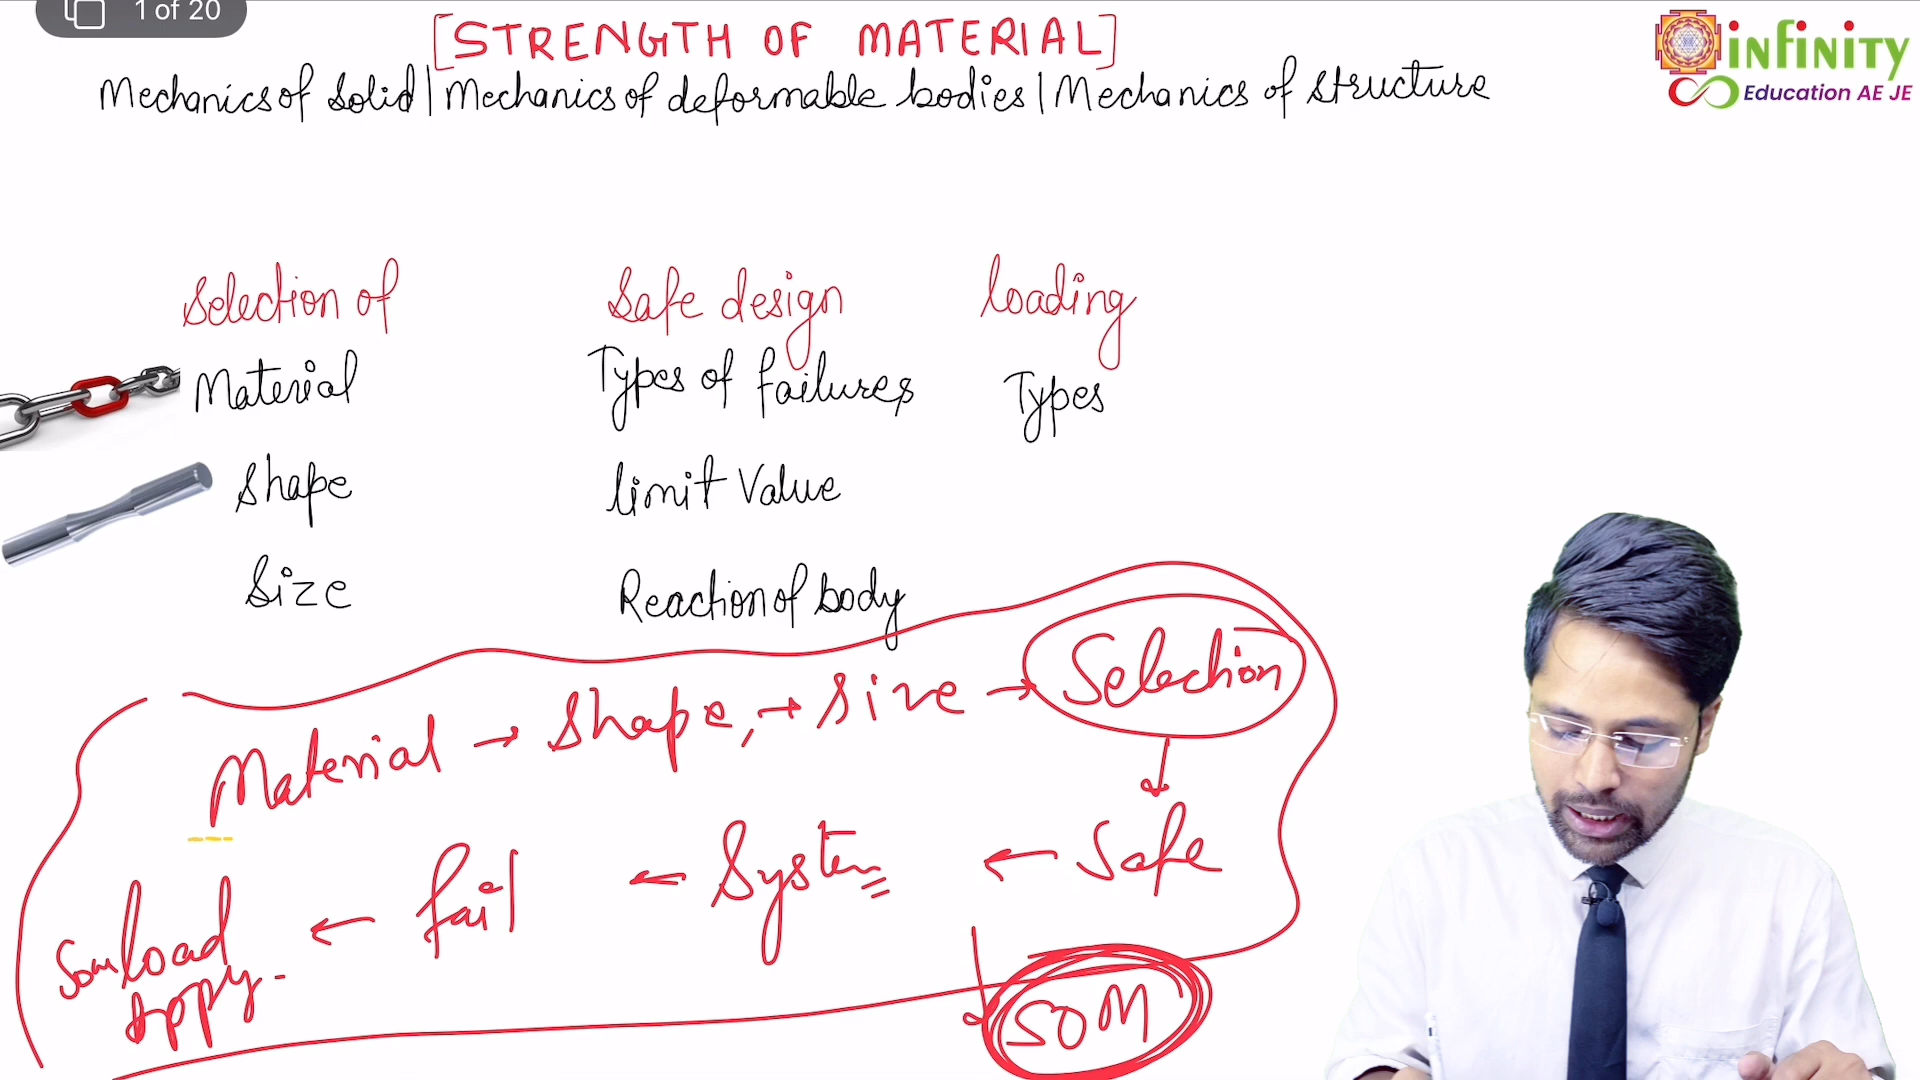 1 of 20
[STRENGTH OF MATERIAL]
infinity
Education AE JE
Mechanics of Solid | Mechanics of deformable bodies | Mechanics of structure
Selection of
Safe design
loading
Material
Types of failures
Types
Shape
limit Value
Size
Reaction of body
Material → Shape, → Size → Selection
load ← fail ← System ← Safe
Apply.
SOM